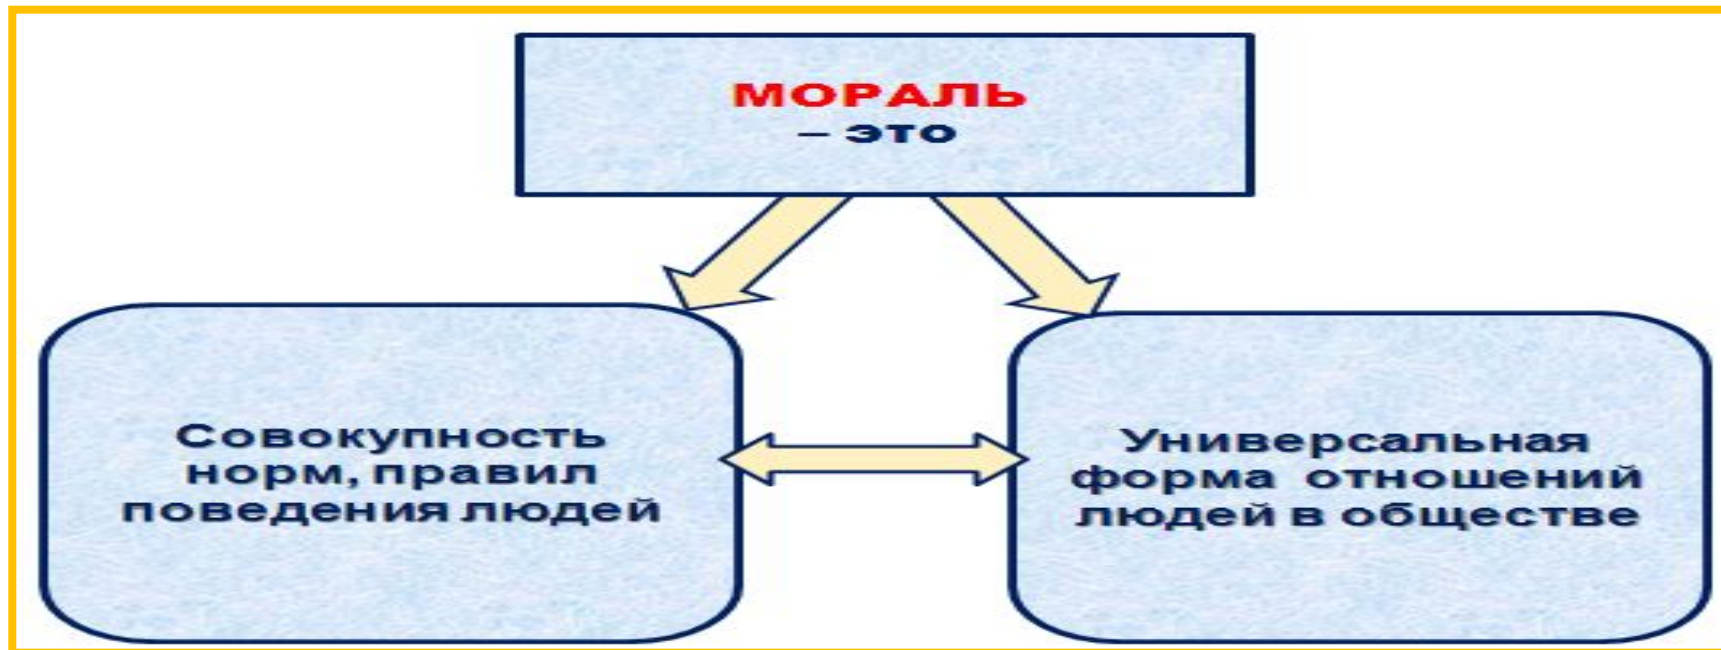 МОРАЛЬ
– это
Совокупность
норм, правил
поведения людей
Универсальная
форма отношений
людей в обществе